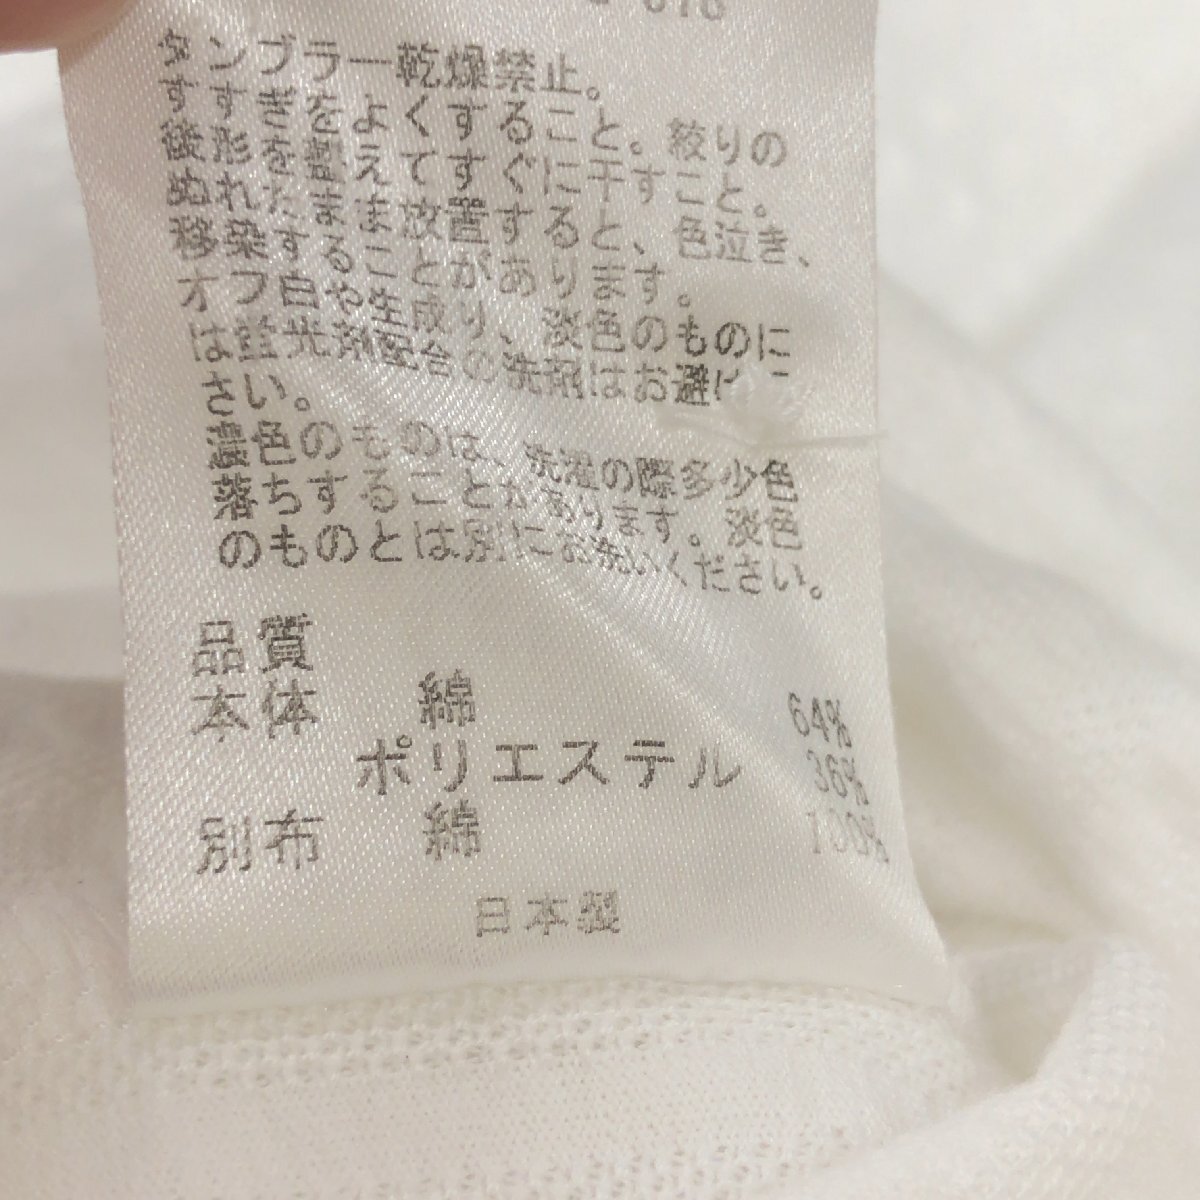 タンブラー乾燥禁止。
すすぎをよくすること。絞りの
後形を整えてすぐに干すこと。
ぬれたまま放置すると、色泣き、
移染することがあります。
オフ白や生成り、淡色のものに
は蛍光剤配合の洗剤はお避け
さい。
濃色のものは、洗濯の際多少色
落ちすることがあります。淡色
のものとは別にお洗いください。
品質
本体 綿 64%
ポリエステル 36%
別布 綿 100%
日本製